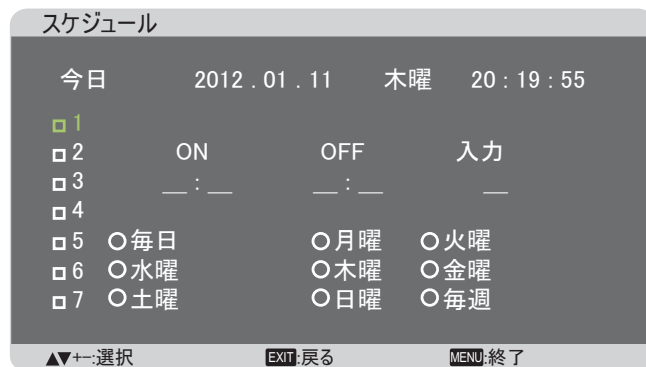 スケジュール
今日 2012 . 01 . 11 木曜 20 : 19 : 55
1
2 ON OFF 入力
3 __ : __ __ : __ __
4
5 毎日 月曜 火曜
6 水曜 木曜 金曜
7 土曜 日曜 毎週
▲▼+−:選択 EXIT:戻る MENU:終了